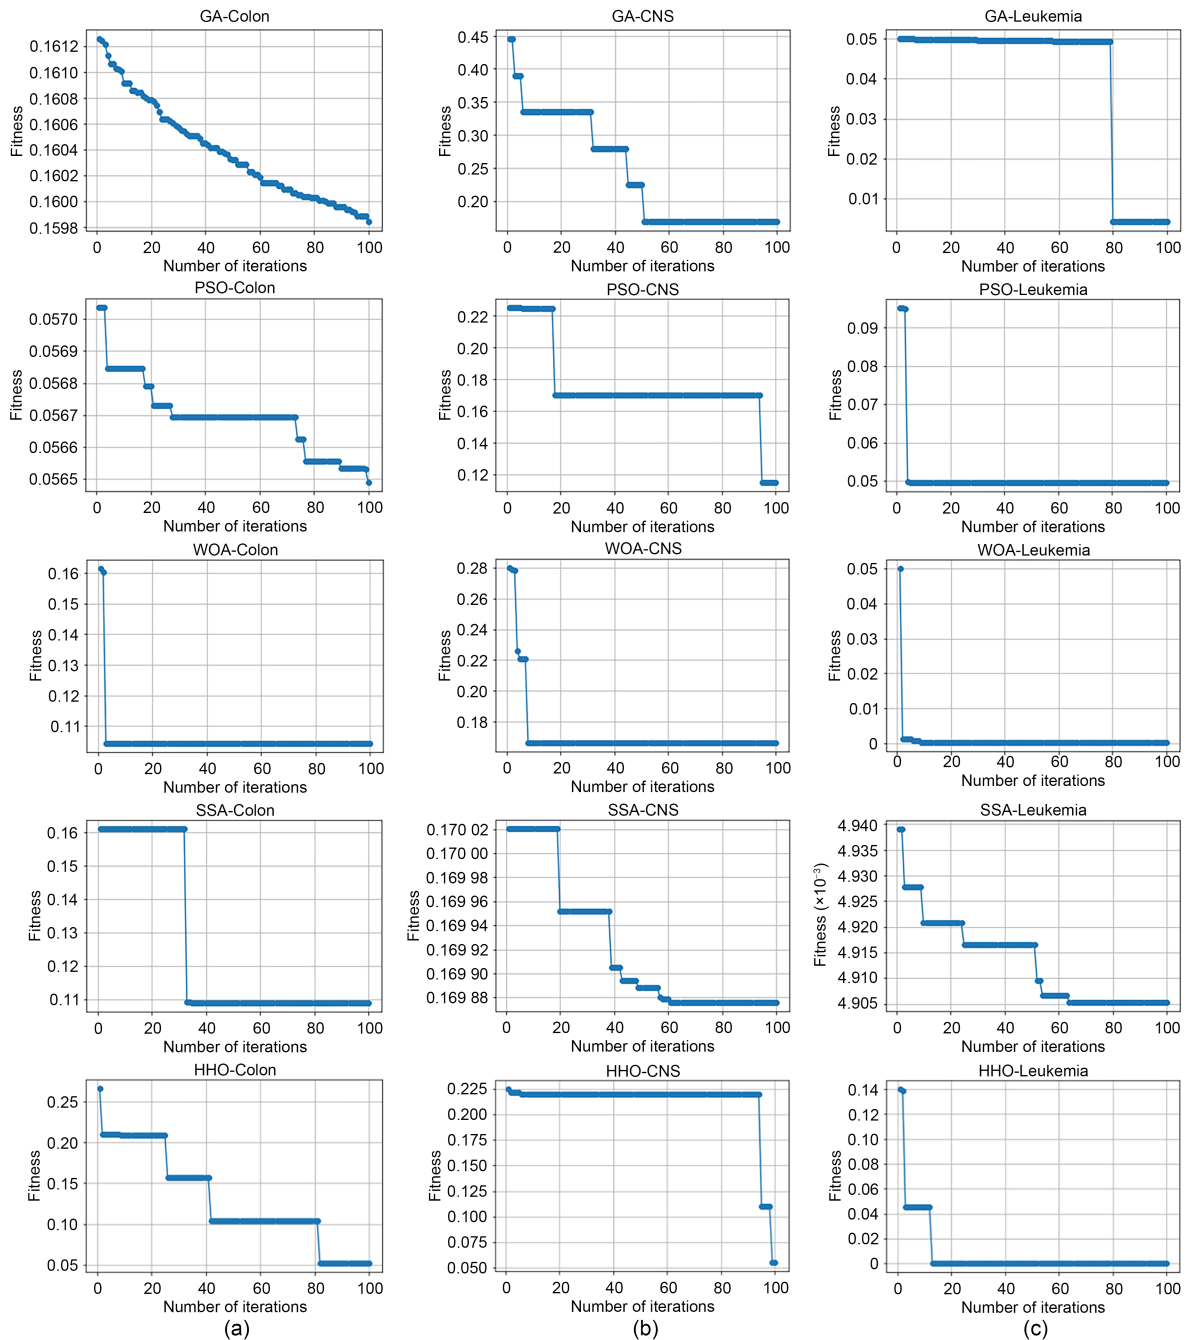 GA-Colon
0.1612
0.1610
0.1608
0.1606
0.1604
0.1602
0.1600
0.1598
Fitness
0 20 40 60 80 100
Number of iterations
GA-CNS
0.45
0.40
0.35
0.30
0.25
0.20
Fitness
0 20 40 60 80 100
Number of iterations
GA-Leukemia
0.05
0.04
0.03
0.02
0.01
Fitness
0 20 40 60 80 100
Number of iterations
PSO-Colon
0.0570
0.0569
0.0568
0.0567
0.0566
0.0565
Fitness
0 20 40 60 80 100
Number of iterations
PSO-CNS
0.22
0.20
0.18
0.16
0.14
0.12
Fitness
0 20 40 60 80 100
Number of iterations
PSO-Leukemia
0.09
0.08
0.07
0.06
0.05
Fitness
0 20 40 60 80 100
Number of iterations
WOA-Colon
0.16
0.15
0.14
0.13
0.12
0.11
Fitness
0 20 40 60 80 100
Number of iterations
WOA-CNS
0.28
0.26
0.24
0.22
0.20
0.18
Fitness
0 20 40 60 80 100
Number of iterations
WOA-Leukemia
0.05
0.04
0.03
0.02
0.01
0
Fitness
0 20 40 60 80 100
Number of iterations
SSA-Colon
0.16
0.15
0.14
0.13
0.12
0.11
Fitness
0 20 40 60 80 100
Number of iterations
SSA-CNS
0.170 02
0.170 00
0.169 98
0.169 96
0.169 94
0.169 92
0.169 90
0.169 88
Fitness
0 20 40 60 80 100
Number of iterations
SSA-Leukemia
4.940
4.935
4.930
4.925
4.920
4.915
4.910
4.905
Fitness (×10⁻³)
0 20 40 60 80 100
Number of iterations
HHO-Colon
0.25
0.20
0.15
0.10
0.05
Fitness
0 20 40 60 80 100
Number of iterations
(a)
HHO-CNS
0.225
0.200
0.175
0.150
0.125
0.100
0.075
0.050
Fitness
0 20 40 60 80 100
Number of iterations
(b)
HHO-Leukemia
0.14
0.12
0.10
0.08
0.06
0.04
0.02
0
Fitness
0 20 40 60 80 100
Number of iterations
(c)